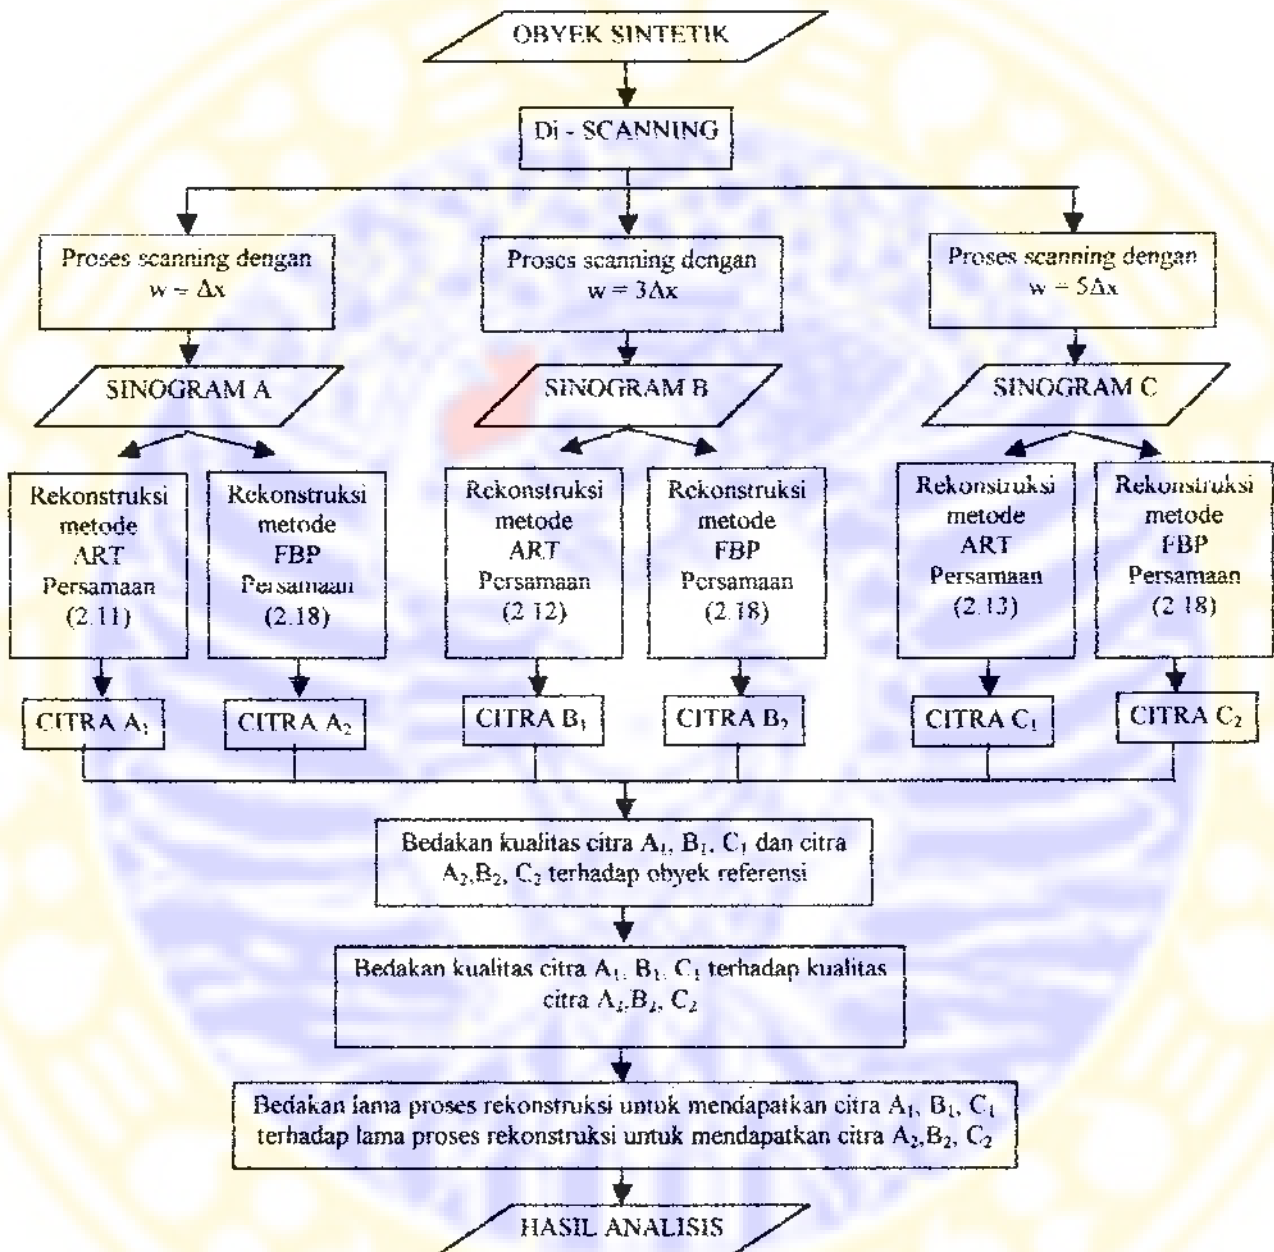 OBYEK SINTETIK
Di - SCANNING
Proses scanning dengan
w = Δx
Proses scanning dengan
w = 3Δx
Proses scanning dengan
w = 5Δx
SINOGRAM A
SINOGRAM B
SINOGRAM C
Rekonstruksi
metode
ART
Persamaan
(2.11)
Rekonstruksi
metode
FBP
Persamaan
(2.18)
Rekonstruksi
metode
ART
Persamaan
(2.12)
Rekonstruksi
metode
FBP
Persamaan
(2.18)
Rekonstruksi
metode
ART
Persamaan
(2.13)
Rekonstruksi
metode
FBP
Persamaan
(2.18)
CITRA A₁
CITRA A₂
CITRA B₁
CITRA B₂
CITRA C₁
CITRA C₂
Bedakan kualitas citra A₁, B₁, C₁ dan citra
A₂,B₂, C₂ terhadap obyek referensi
Bedakan kualitas citra A₁, B₁, C₁ terhadap kualitas
citra A₂,B₂, C₂
Bedakan lama proses rekonstruksi untuk mendapatkan citra A₁, B₁, C₁
terhadap lama proses rekonstruksi untuk mendapatkan citra A₂,B₂, C₂
HASIL ANALISIS